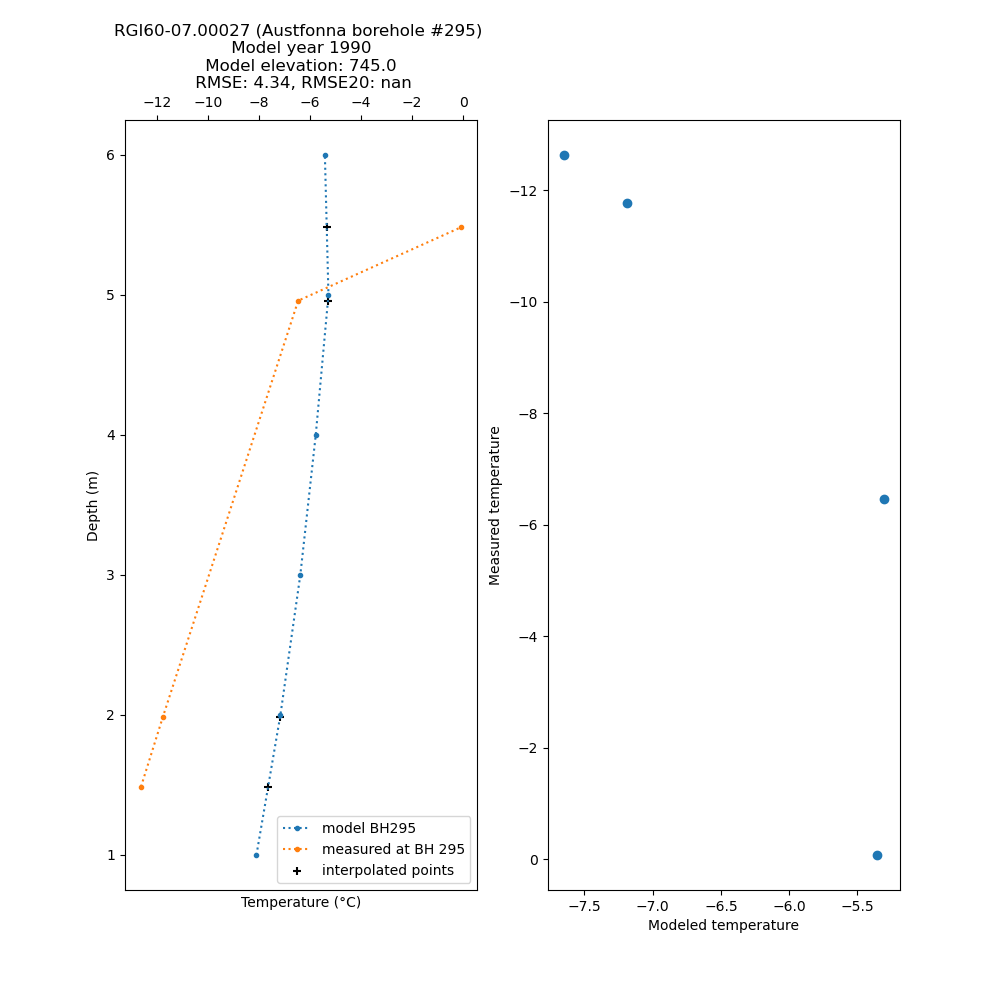 RGI60-07.00027 (Austfonna borehole #295)
Model year 1990
Model elevation: 745.0
RMSE: 4.34, RMSE20: nan
−12 −10 −8 −6 −4 −2 0
6
5
4
3
2
1
Depth (m)
model BH295
measured at BH 295
interpolated points
Temperature (°C)
−12
−10
−8
−6
−4
−2
0
Measured temperature
−7.5 −7.0 −6.5 −6.0 −5.5
Modeled temperature